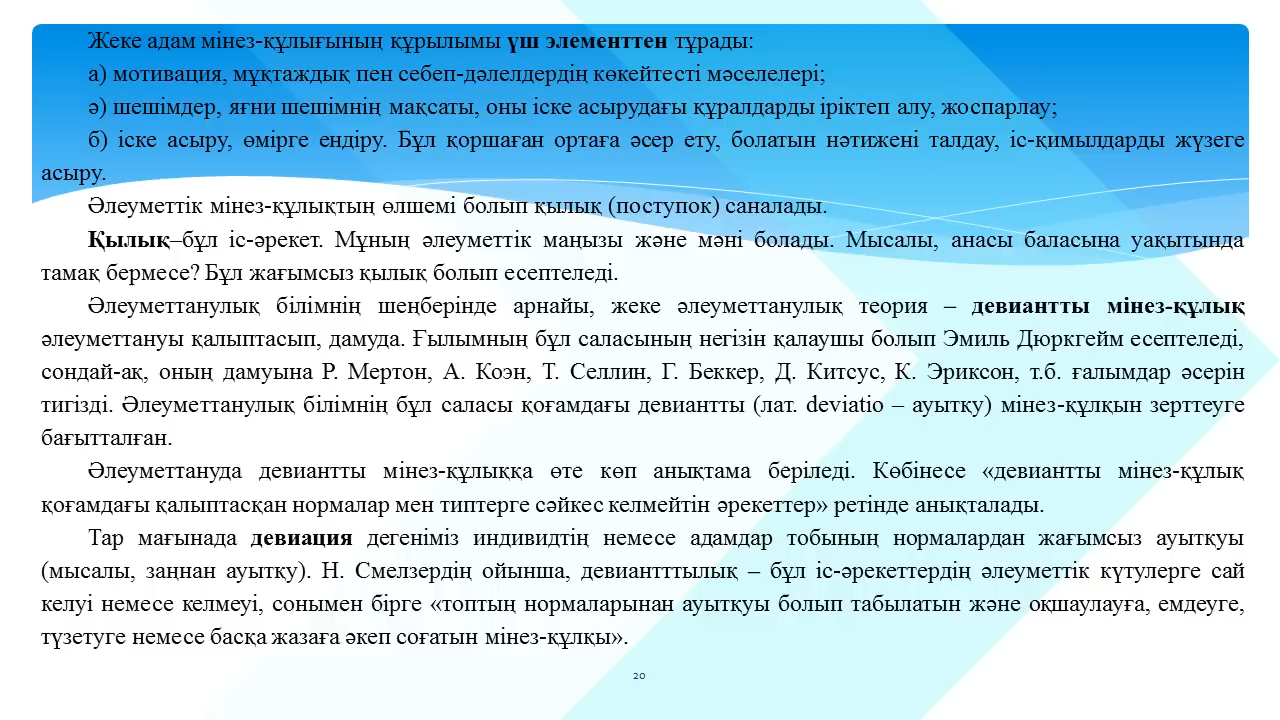 Жеке адам мінез-құлығының құрылымы үш элементтен тұрады:
а) мотивация, мұқтаждық пен себеп-дәлелдердің көкейтесті мәселелері;
ә) шешімдер, яғни шешімнің мақсаты, оны іске асырудағы құралдарды іріктеп алу, жоспарлау;
б) іске асыру, өмірге ендіру. Бұл қоршаған ортаға әсер ету, болатын нәтижені талдау, іс-қимылдарды жүзеге
асыру.
Әлеуметтік мінез-құлықтың өлшемі болып қылық (поступок) саналады.
Қылық–бұл іс-әрекет. Мұның әлеуметтік маңызы және мәні болады. Мысалы, анасы баласына уақытында
тамақ бермесе? Бұл жағымсыз қылық болып есептеледі.
Әлеуметтанулық білімнің шеңберінде арнайы, жеке әлеуметтанулық теория – девиантты мінез-құлық
әлеуметтануы қалыптасып, дамуда. Ғылымның бұл саласының негізін қалаушы болып Эмиль Дюркгейм есептеледі,
сондай-ақ, оның дамуына Р. Мертон, А. Коэн, Т. Селлин, Г. Беккер, Д. Китсус, К. Эриксон, т.б. ғалымдар әсерін
тигізді. Әлеуметтанулық білімнің бұл саласы қоғамдағы девиантты (лат. deviatio – ауытқу) мінез-құлқын зерттеуге
бағытталған.
Әлеуметтануда девиантты мінез-құлыққа өте көп анықтама беріледі. Көбінесе «девиантты мінез-құлық
қоғамдағы қалыптасқан нормалар мен типтерге сәйкес келмейтін әрекеттер» ретінде анықталады.
Тар мағынада девиация дегеніміз индивидтің немесе адамдар тобының нормалардан жағымсыз ауытқуы
(мысалы, заңнан ауытқу). Н. Смелзердің ойынша, девиантттылық – бұл іс-әрекеттердің әлеуметтік күтулерге сай
келуі немесе келмеуі, сонымен бірге «топтың нормаларынан ауытқуы болып табылатын және оқшаулауға, емдеуге,
түзетуге немесе басқа жазаға әкеп соғатын мінез-құлқы».
20